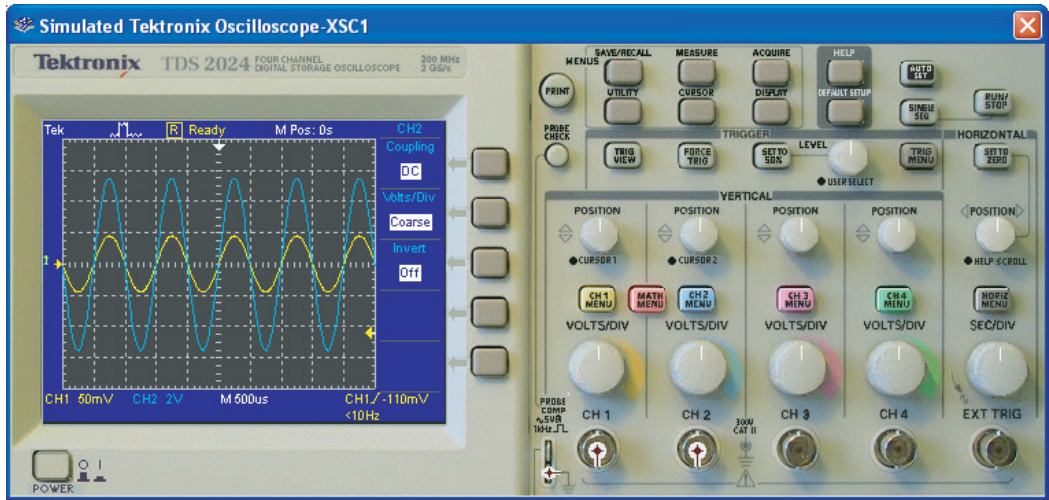 Simulated Tektronix Oscilloscope-XSC1
Tektronix TDS 2024 FOUR CHANNEL DIGITAL STORAGE OSCILLOSCOPE 200 MHz 2 GS/s
Tek R Ready M Pos: 0s CH2
Coupling
DC
Volts/Div
Coarse
Invert
Off
1
CH1 50mV CH2 2V M 500us CH1 -110mV
<10Hz
POWER
MENUS
SAVE/RECALL MEASURE ACQUIRE HELP
AUTO SET
PRINT
UTILITY CURSOR DISPLAY DEFAULT SETUP
SINGLE SEQ
RUN/STOP
PROBE CHECK
TRIGGER
HORIZONTAL
TRIG VIEW
FORCE TRIG
SET TO 50%
LEVEL
TRIG MENU
SET TO ZERO
USER SELECT
VERTICAL
POSITION POSITION POSITION POSITION POSITION
CURSOR 1 CURSOR 2 HELP SCROLL
CH 1 MENU
MATH MENU
CH 2 MENU
CH 3 MENU
CH 4 MENU
HORIZ MENU
VOLTS/DIV VOLTS/DIV VOLTS/DIV VOLTS/DIV SEC/DIV
PROBE COMP
~5V@
1kHz
CH 1 CH 2 CH 3 CH 4 EXT TRIG
300V
CAT II